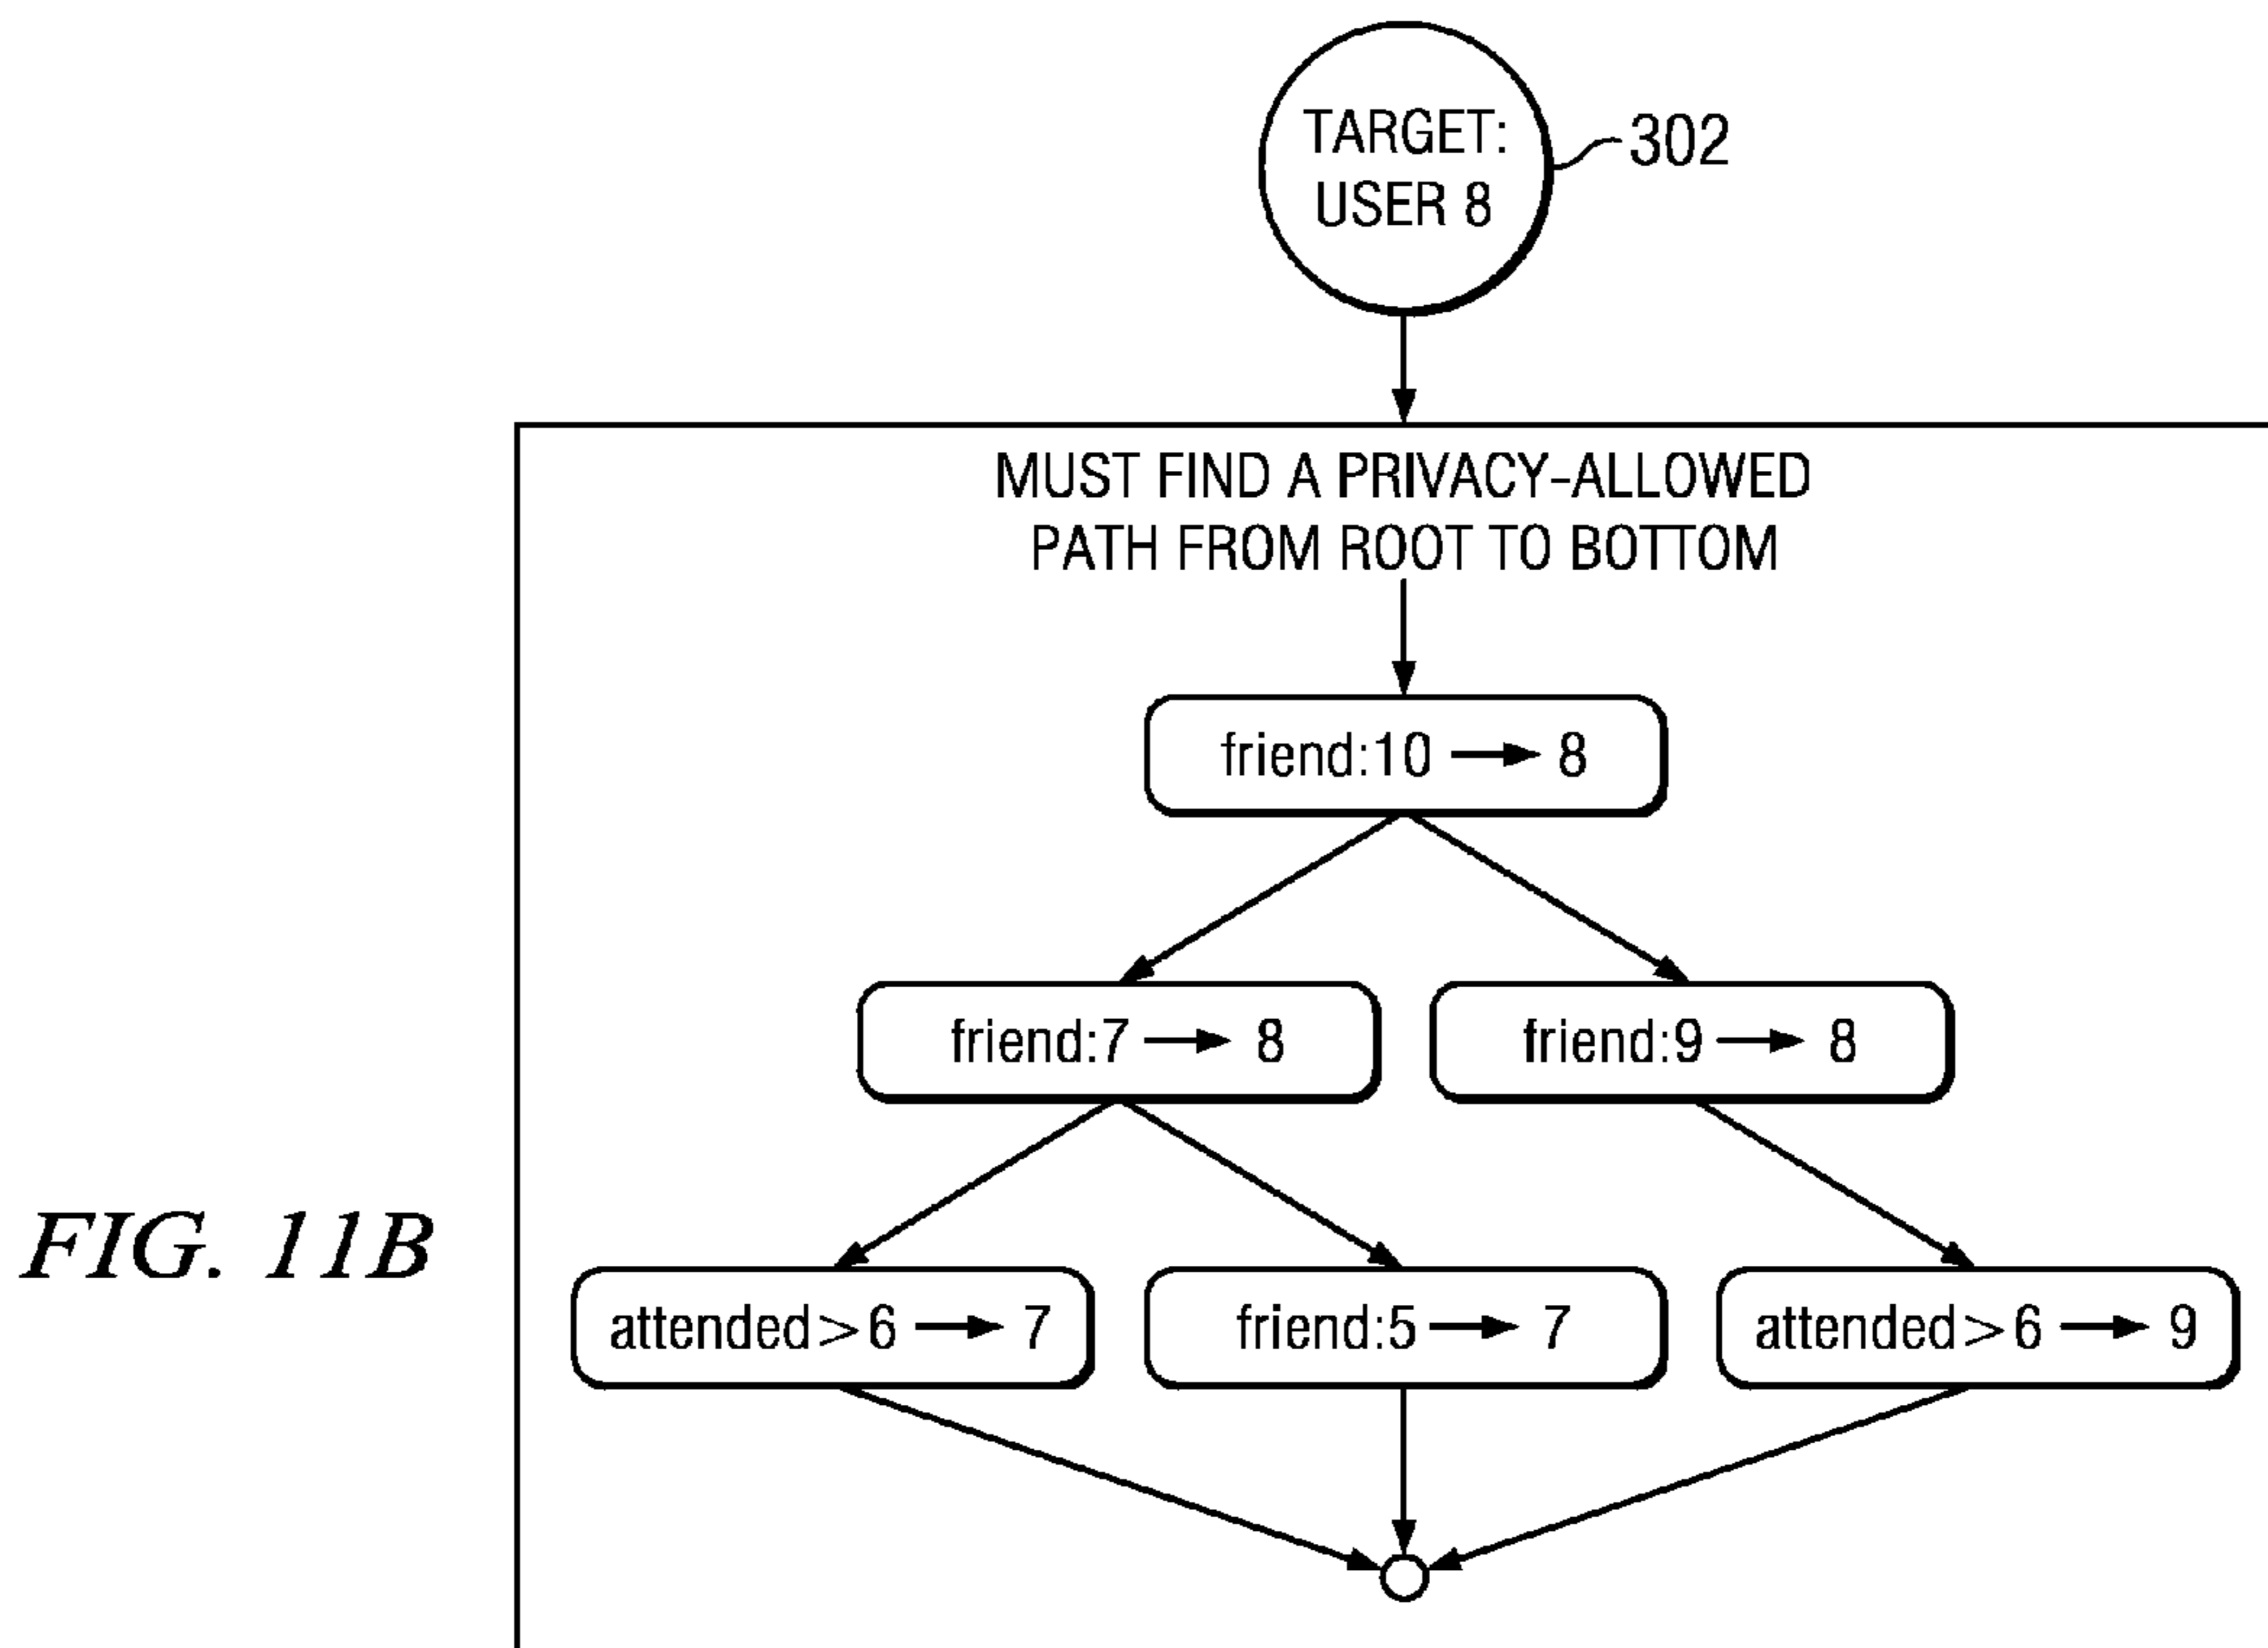 TARGET:
USER 8
302
MUST FIND A PRIVACY-ALLOWED
PATH FROM ROOT TO BOTTOM
friend:10 → 8
friend:7 → 8
friend:9 → 8
attended>6 → 7
friend:5 → 7
attended>6 → 9
FIG. 11B